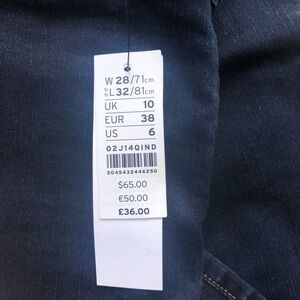 W 28/71cm
L 32/81cm
UK 10
EUR 38
US 6
02J14QIND
5045432446250
$65.00
€50.00
£36.00